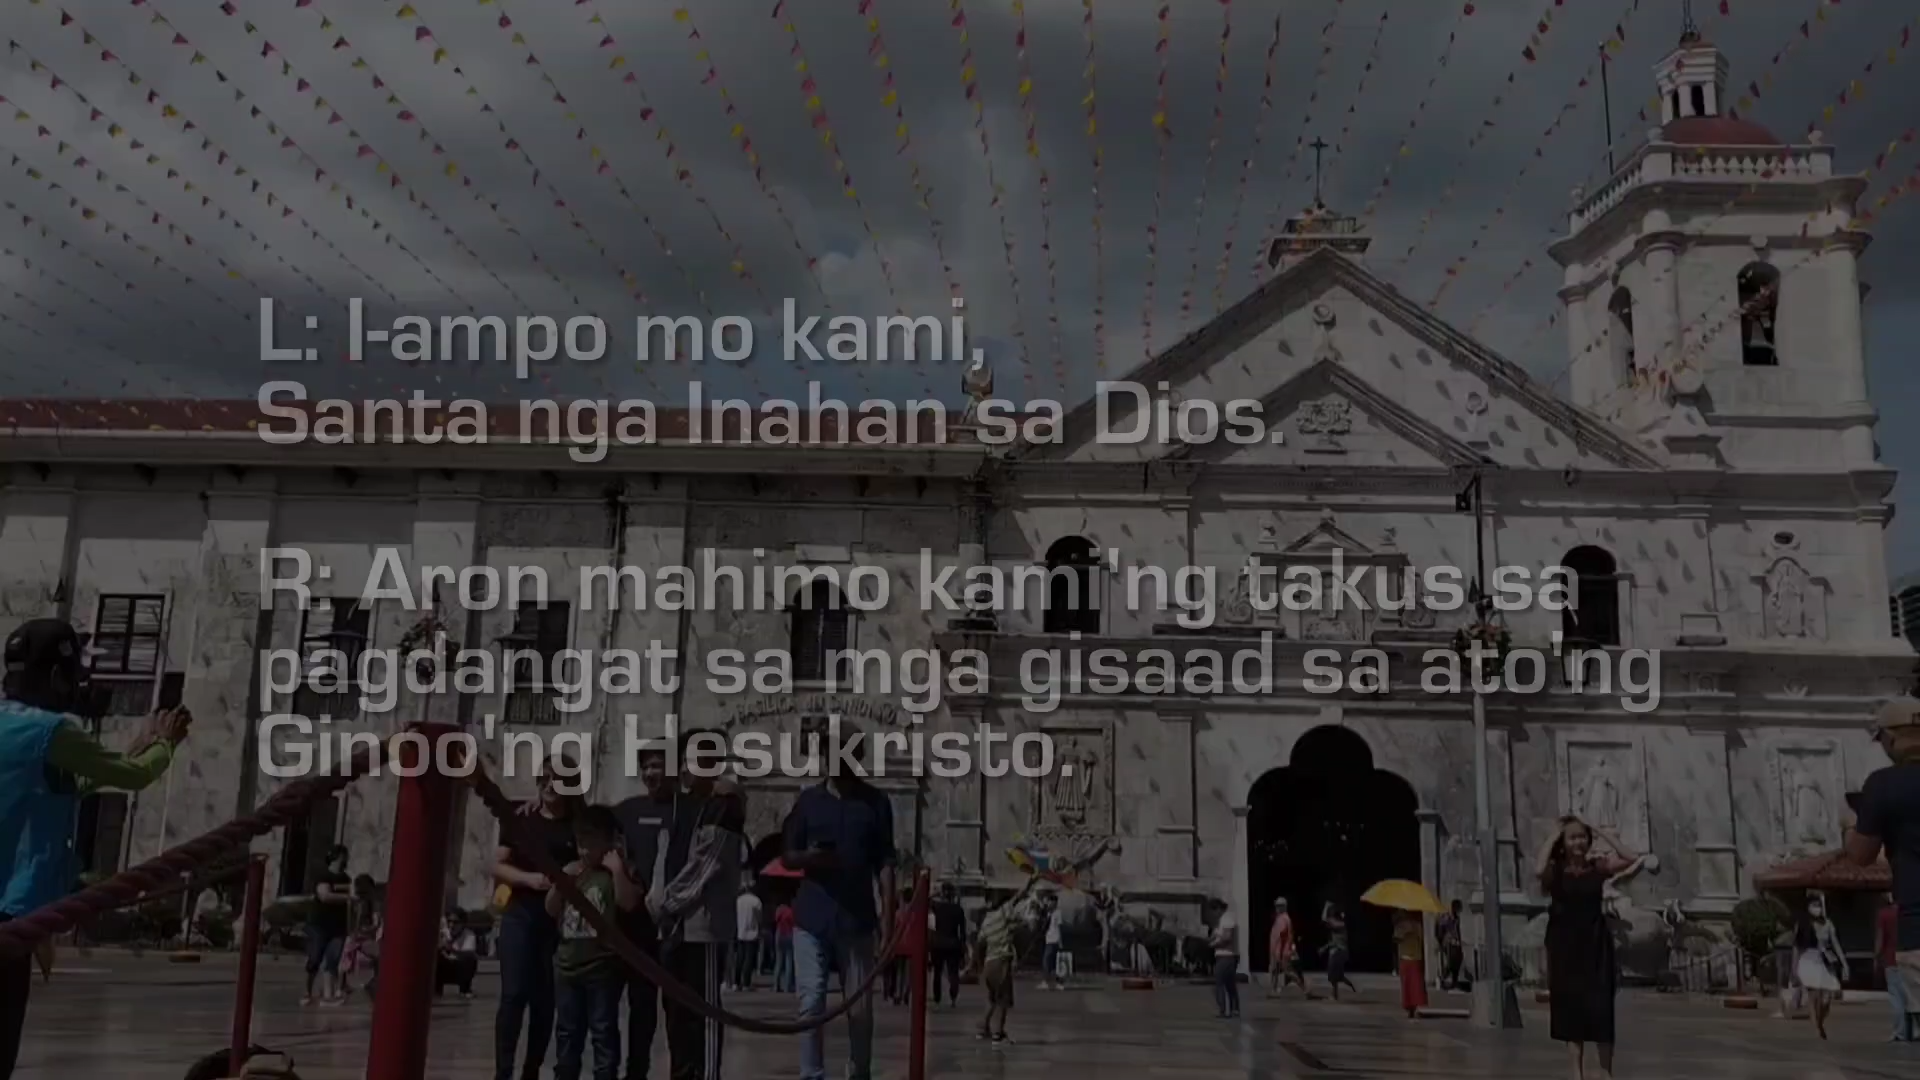 L: I-ampo mo kami,
Santa nga Inahan sa Dios.
R: Aron mahimo kami'ng takus sa
pagdangat sa mga gisaad sa ato'ng
Ginoo'ng Hesukristo.